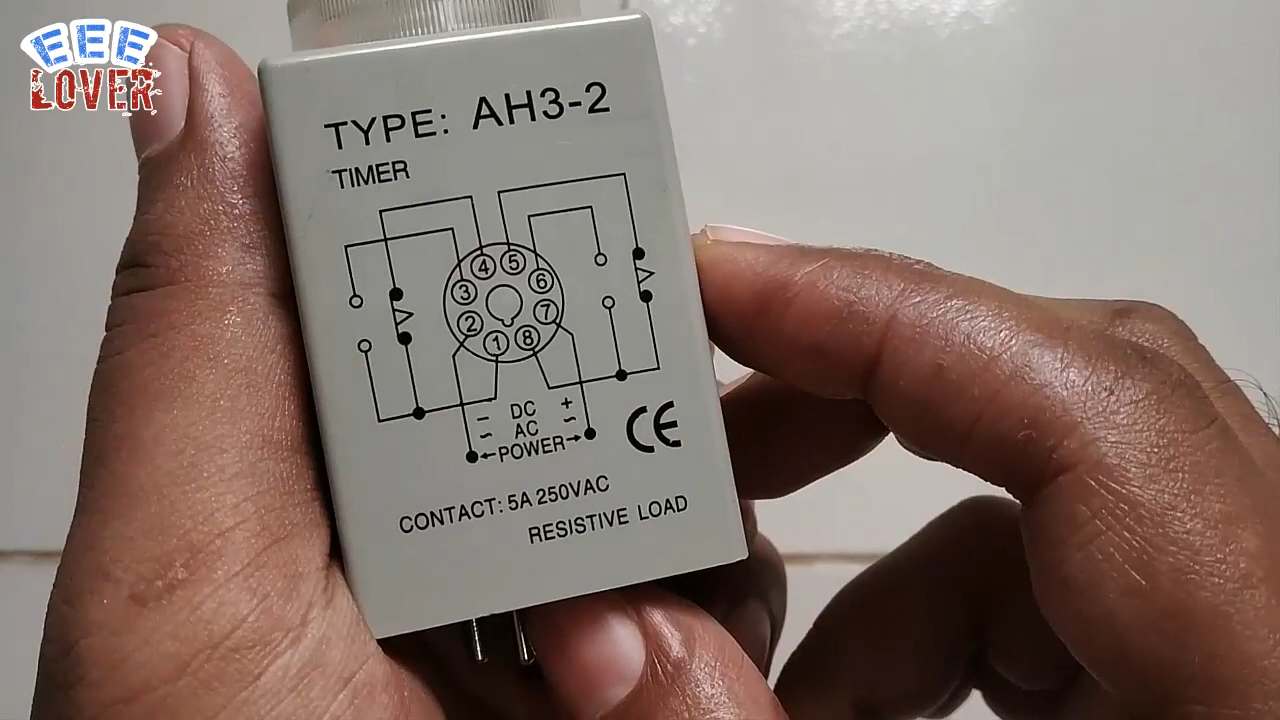 EEE
LOVER
TYPE: AH3-2
TIMER
4 5
3 6
2 7
1 8
− DC +
~ AC ~
←POWER→
CE
CONTACT: 5A 250VAC
RESISTIVE LOAD